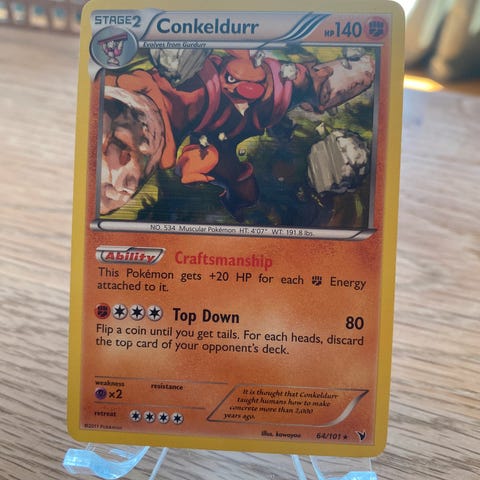 STAGE2 Conkeldurr HP140
Evolves from Gurdurr
NO. 534 Muscular Pokémon HT. 4'07" WT. 191.8 lbs.
Ability Craftsmanship
This Pokémon gets +20 HP for each Energy
attached to it.
Top Down 80
Flip a coin until you get tails. For each heads, discard
the top card of your opponent's deck.
weakness resistance
×2
retreat
It is thought that Conkeldurr
taught humans how to make
concrete more than 2,000
years ago.
©2011 Pokémon illus. kawayoo 64/101 ★